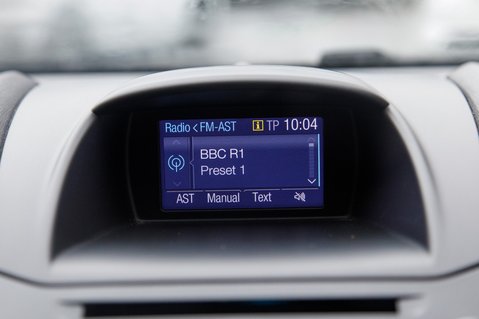 Radio < FM-AST i TP 10:04
BBC R1
Preset 1
AST Manual Text